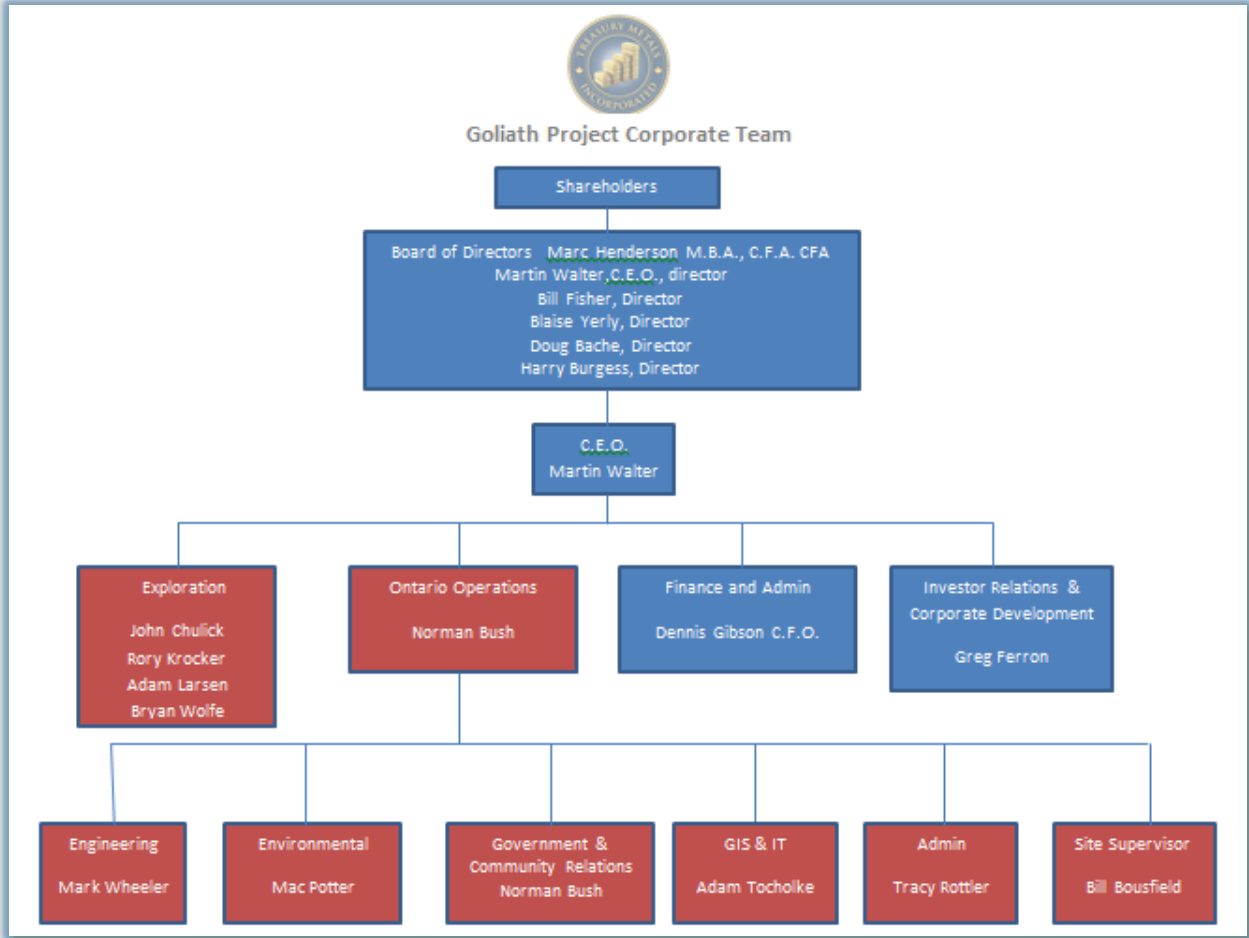 TREASURY METALS
INCORPORATED
Goliath Project Corporate Team
Shareholders
Board of Directors Marc Henderson M.B.A., C.F.A. CFA
Martin Walter,C.E.O., director
Bill Fisher, Director
Blaise Yerly, Director
Doug Bache, Director
Harry Burgess, Director
C.E.O.
Martin Walter
Exploration
John Chulick
Rory Krocker
Adam Larsen
Bryan Wolfe
Ontario Operations
Norman Bush
Finance and Admin
Dennis Gibson C.F.O.
Investor Relations &
Corporate Development
Greg Ferron
Engineering
Mark Wheeler
Environmental
Mac Potter
Government &
Community Relations
Norman Bush
GIS & IT
Adam Tocholke
Admin
Tracy Rottler
Site Supervisor
Bill Bousfield